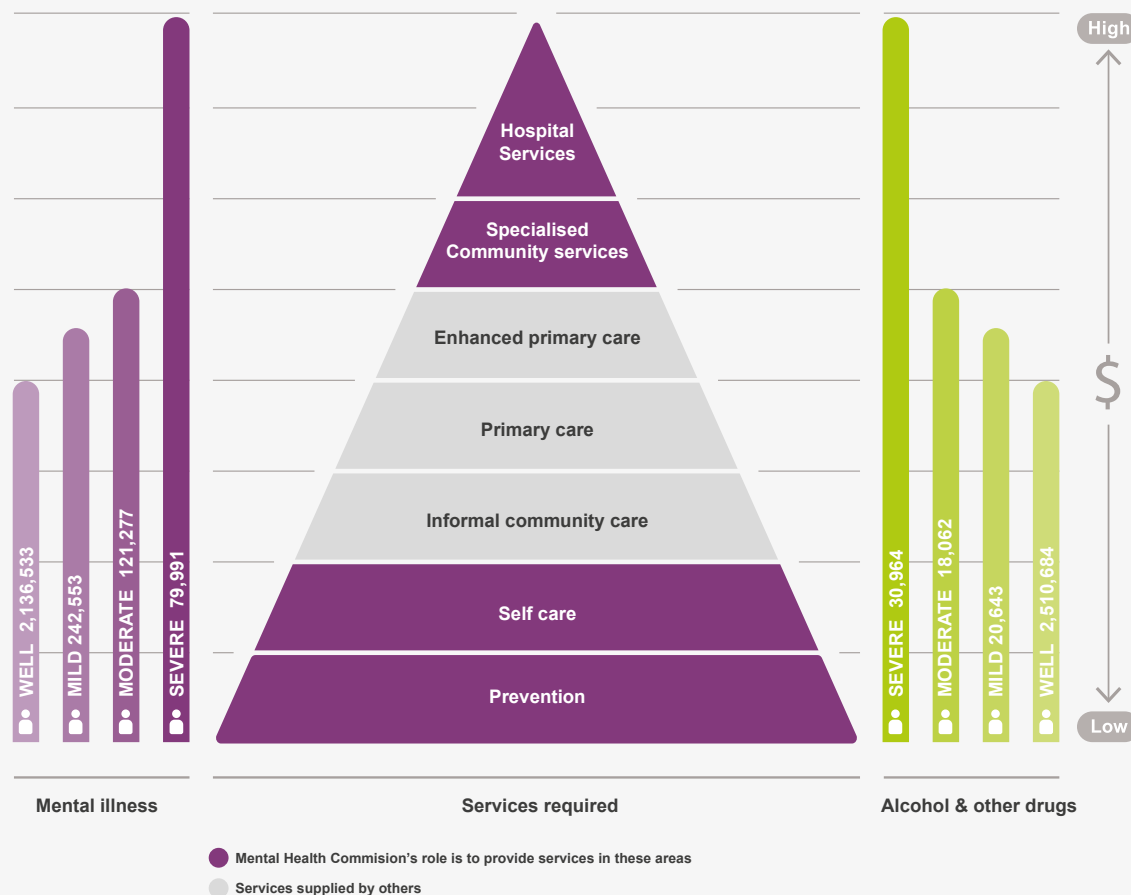 High
Hospital
Services
Specialised
Community services
Enhanced primary care
Primary care
Informal community care
Self care
Prevention
WELL 2,136,533
MILD 242,553
MODERATE 121,277
SEVERE 79,991
SEVERE 30,964
MODERATE 18,062
MILD 20,643
WELL 2,510,684
$
Low
Mental illness
Services required
Alcohol & other drugs
Mental Health Commision's role is to provide services in these areas
Services supplied by others